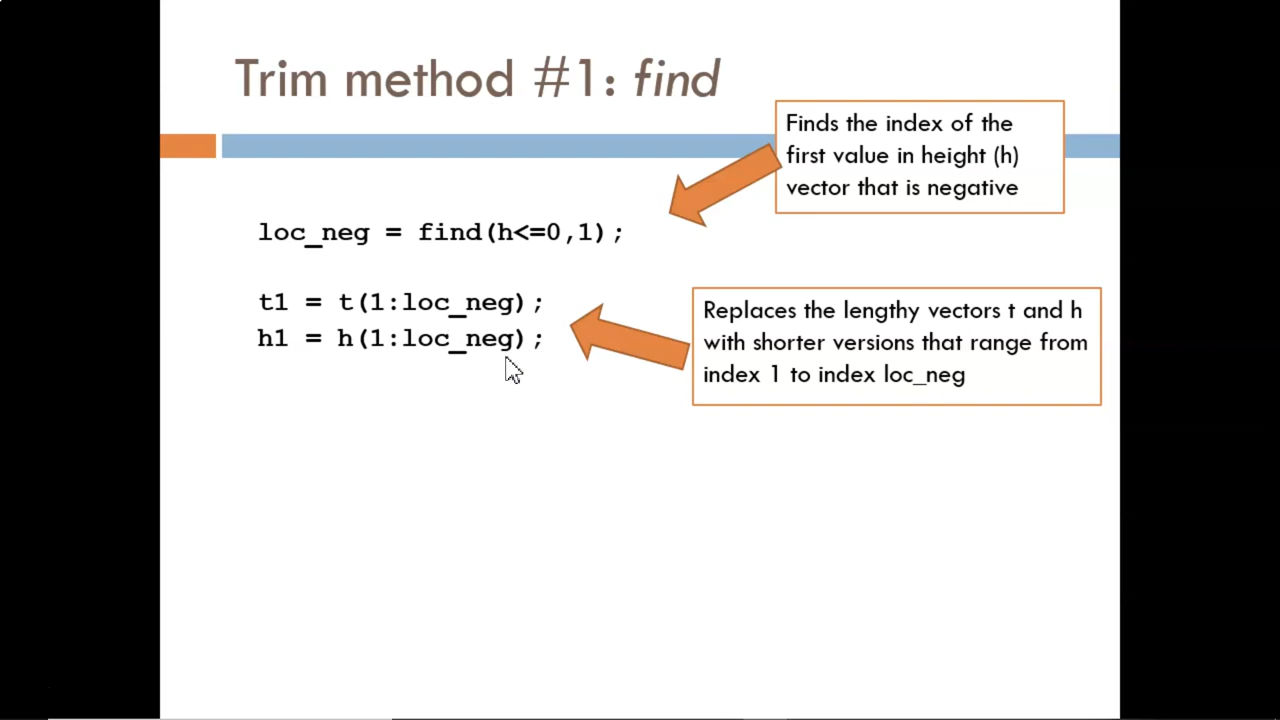 Trim method #1: find
Finds the index of the
first value in height (h)
vector that is negative
loc_neg = find(h<=0,1);
t1 = t(1:loc_neg);
h1 = h(1:loc_neg);
Replaces the lengthy vectors t and h
with shorter versions that range from
index 1 to index loc_neg